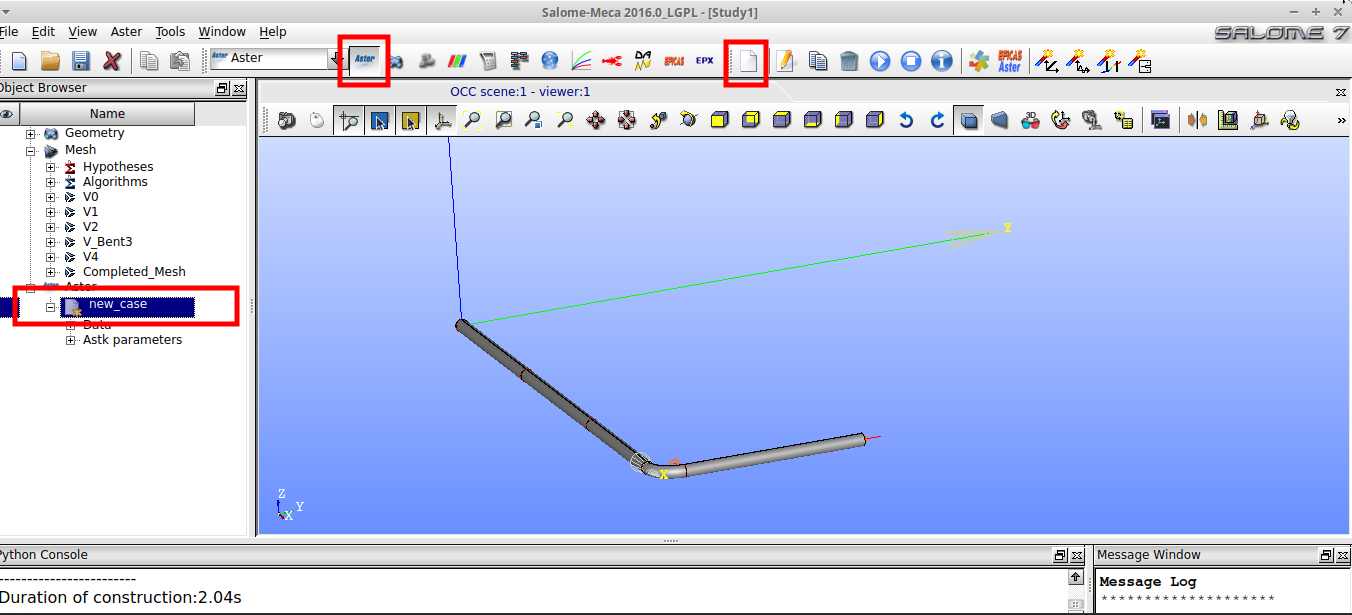 Salome-Meca 2016.0_LGPL - [Study1]
File Edit View Aster Tools Window Help
SALOME 7
Aster Aster Aster EFICAS EPX EFICAS Aster
Object Browser
OCC scene:1 - viewer:1
Name
Geometry
Mesh
Hypotheses
Algorithms
V0
V1
V2
V_Bent3
V4
Completed_Mesh
Aster
new_case
Data
Astk parameters
»
Y
X
Z
Y
X
Python Console
------------------------
Duration of construction:2.04s
Message Window
Message Log
********************